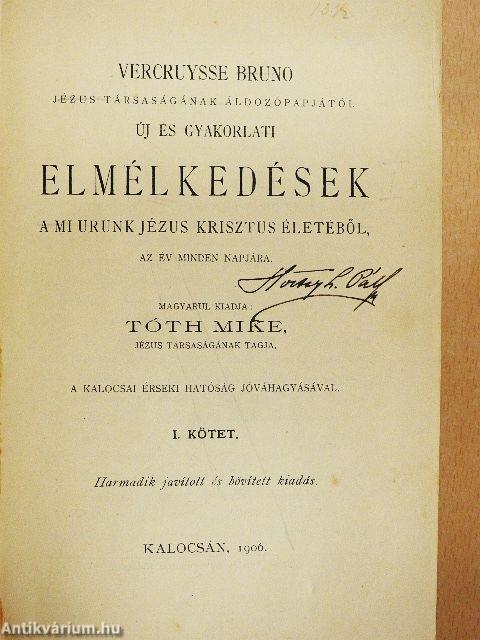 VERCRUYSSE BRUNO
JÉZUS TÁRSASÁGÁNAK ÁLDOZÓPAPJÁTÓL
ÚJ ÉS GYAKORLATI
ELMÉLKEDÉSEK
A MI URUNK JÉZUS KRISZTUS ÉLETÉBŐL,
AZ ÉV MINDEN NAPJÁRA.
MAGYARUL KIADJA:
TÓTH MIKE,
JÉZUS TÁRSASÁGÁNAK TAGJA.
A KALOCSAI ÉRSEKI HATÓSÁG JÓVÁHAGYÁSÁVAL.
I. KÖTET.
Harmadik javított és bővített kiadás.
KALOCSÁN, 1906.
Antikvárium.hu